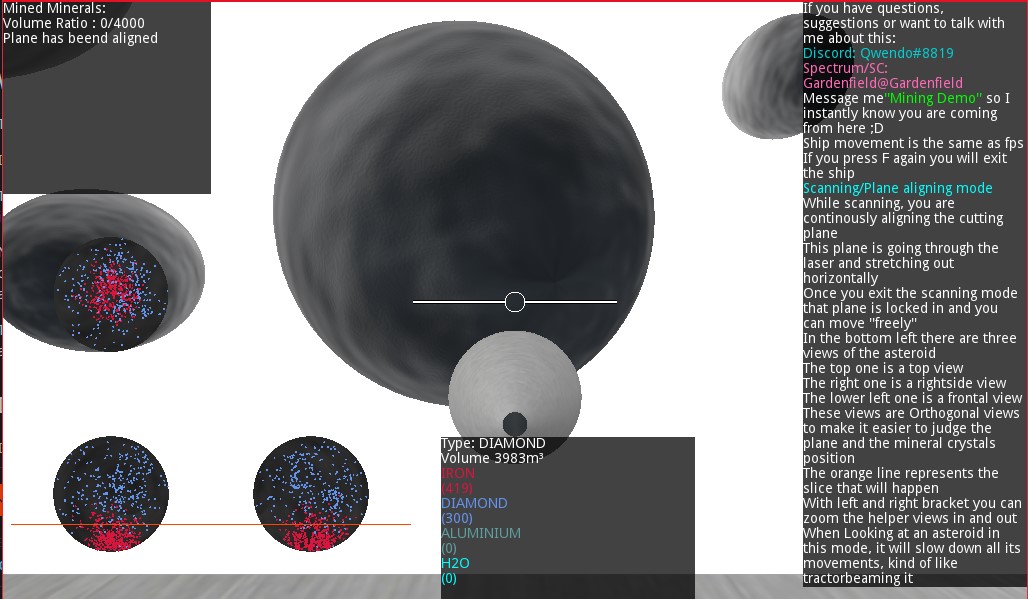 Mined Minerals:
Volume Ratio : 0/4000
Plane has beend aligned
If you have questions,
suggestions or want to talk with
me about this:
Discord: Qwendo#8819
Spectrum/SC:
Gardenfield@Gardenfield
Message me"Mining Demo" so I
instantly know you are coming
from here ;D
Ship movement is the same as fps
If you press F again you will exit
the ship
Scanning/Plane aligning mode
While scanning, you are
continously aligning the cutting
plane
This plane is going through the
laser and stretching out
horizontally
Once you exit the scanning mode
that plane is locked in and you
can move "freely"
In the bottom left there are three
views of the asteroid
The top one is a top view
The right one is a rightside view
The lower left one is a frontal view
These views are Orthogonal views
to make it easier to judge the
plane and the mineral crystals
position
The orange line represents the
slice that will happen
With left and right bracket you can
zoom the helper views in and out
When Looking at an asteroid in
this mode, it will slow down all its
movements, kind of like
tractorbeaming it
Type: DIAMOND
Volume 3983m³
IRON
(419)
DIAMOND
(300)
ALUMINIUM
(0)
H2O
(0)